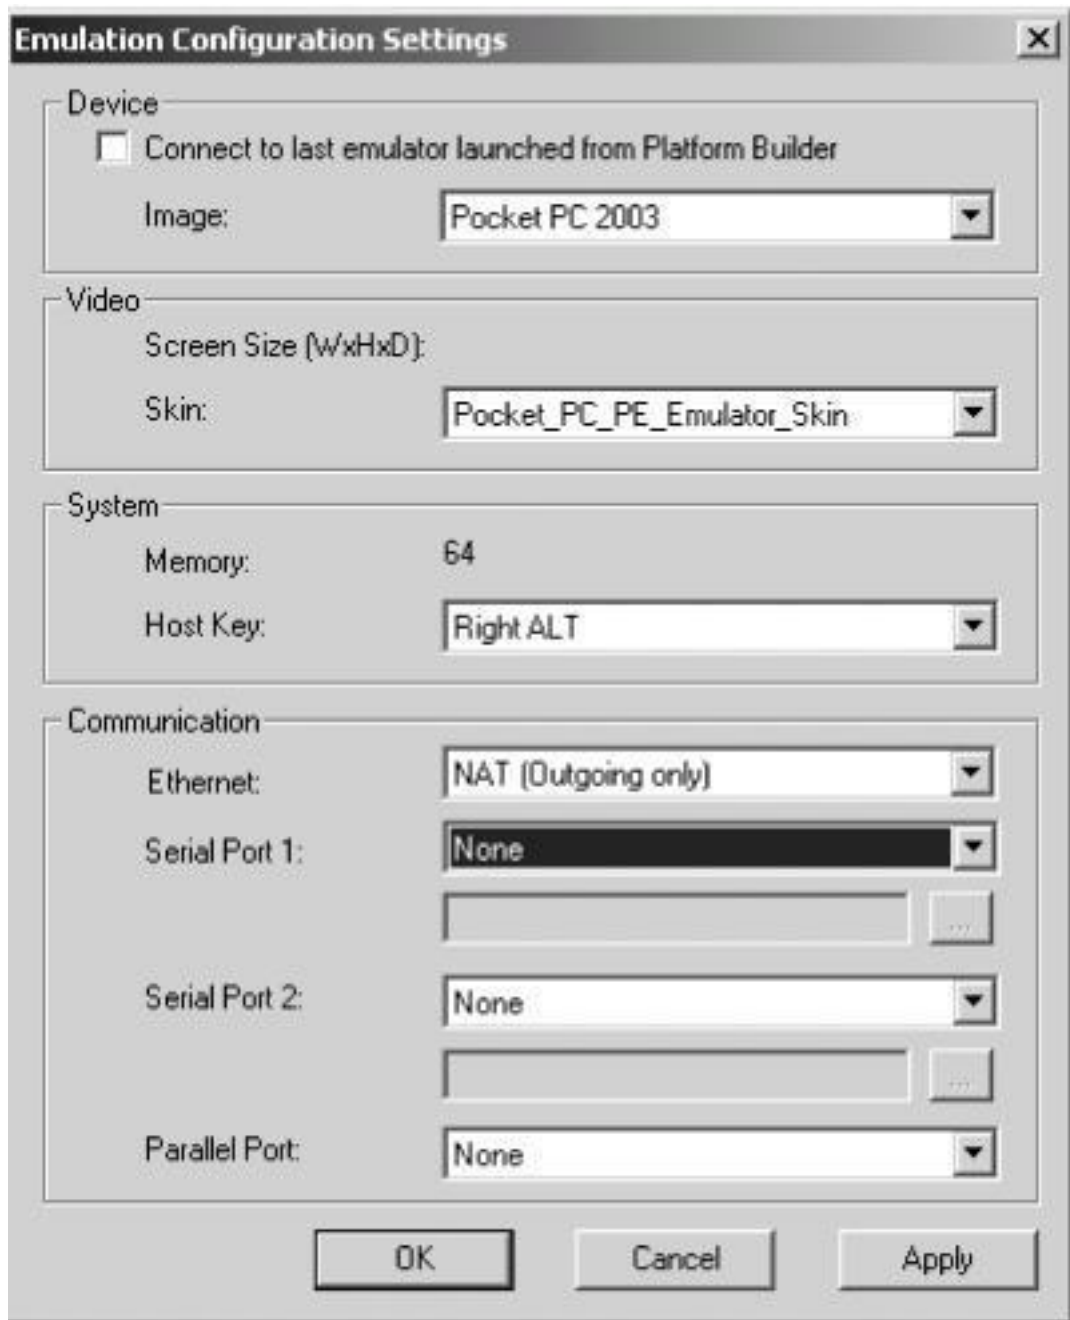 Emulation Configuration Settings
Device
Connect to last emulator launched from Platform Builder
Image: Pocket PC 2003
Video
Screen Size (WxHxD):
Skin: Pocket_PC_PE_Emulator_Skin
System
Memory: 64
Host Key: Right ALT
Communication
Ethernet: NAT (Outgoing only)
Serial Port 1: None
...
Serial Port 2: None
...
Parallel Port: None
OK Cancel Apply